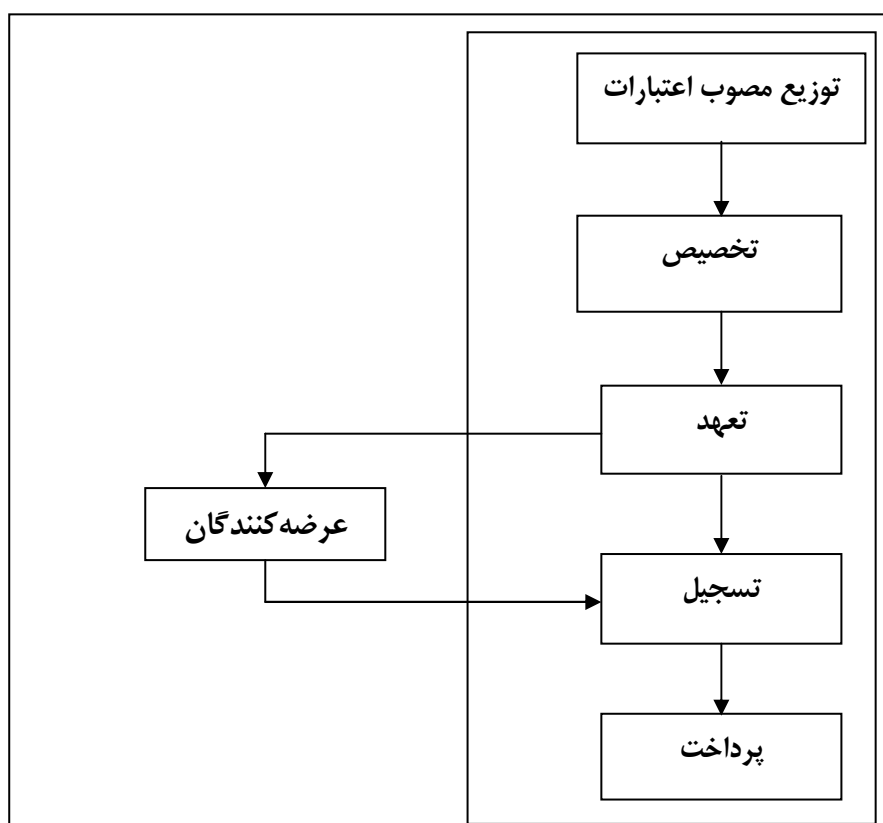 توزیع مصوب اعتبارات
تخصیص
تعهد
عرضه‌کنندگان
تسجیل
پرداخت